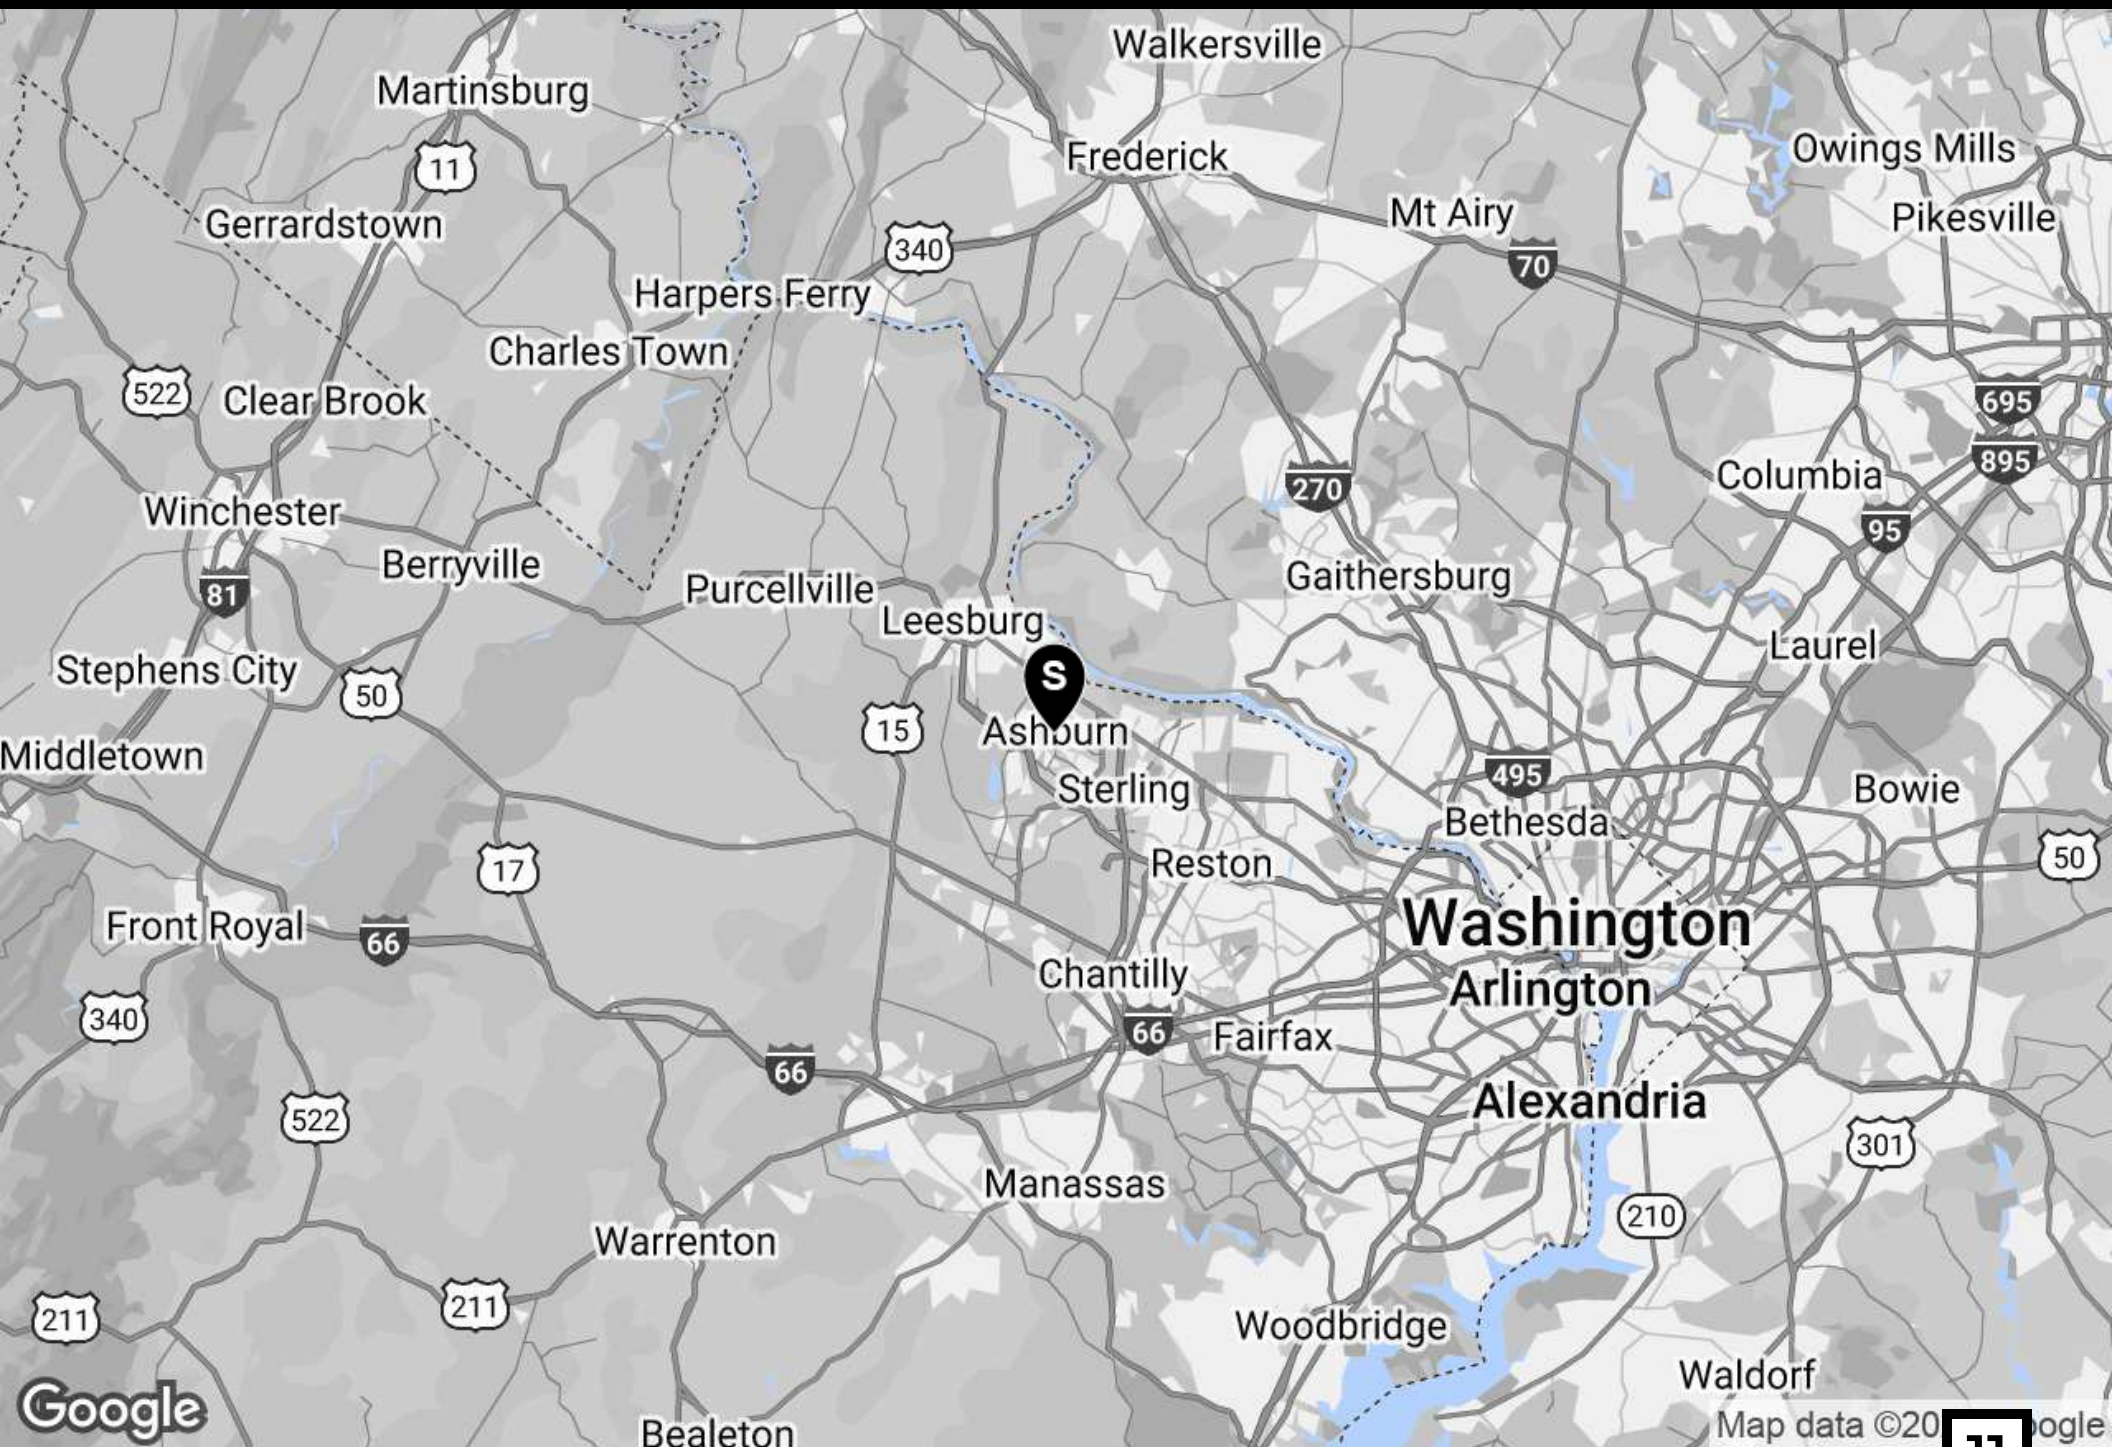 Walkersville
Martinsburg
11
Frederick
Owings Mills
Gerrardstown
340
Mt Airy
Pikesville
70
Harpers Ferry
Charles Town
522
Clear Brook
695
895
270
Columbia
95
Winchester
Berryville
Purcellville
Gaithersburg
81
Leesburg
Laurel
Stephens City
50
S
15
Ashburn
Middletown
495
Sterling
Bowie
Bethesda
50
17
Reston
Front Royal
66
Washington
Chantilly
Arlington
340
66
Fairfax
66
Alexandria
522
301
Manassas
210
Warrenton
211
211
Woodbridge
Waldorf
Google
Bealeton
Map data